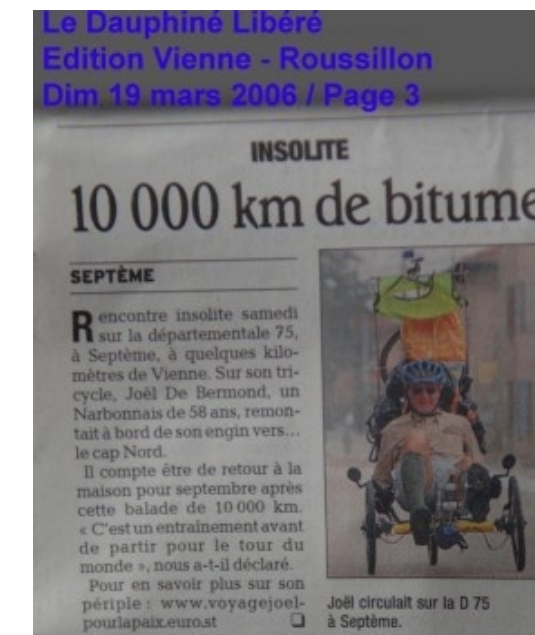 Le Dauphiné Libéré
Edition Vienne - Roussillon
Dim 19 mars 2006 / Page 3
INSOLITE
10 000 km de bitume
SEPTÈME
Rencontre insolite samedi
sur la départementale 75,
à Septème, à quelques kilo-
mètres de Vienne. Sur son tri-
cycle, Joël De Bermond, un
Narbonnais de 58 ans, remon-
tait à bord de son engin vers...
le cap Nord.
Il compte être de retour à la
maison pour septembre après
cette balade de 10 000 km.
« C'est un entraînement avant
de partir pour le tour du
monde », nous a-t-il déclaré.
Pour en savoir plus sur son
périple : www.voyagejoel-
pourlapaix.euro.st
Joël circulait sur la D 75
à Septème.